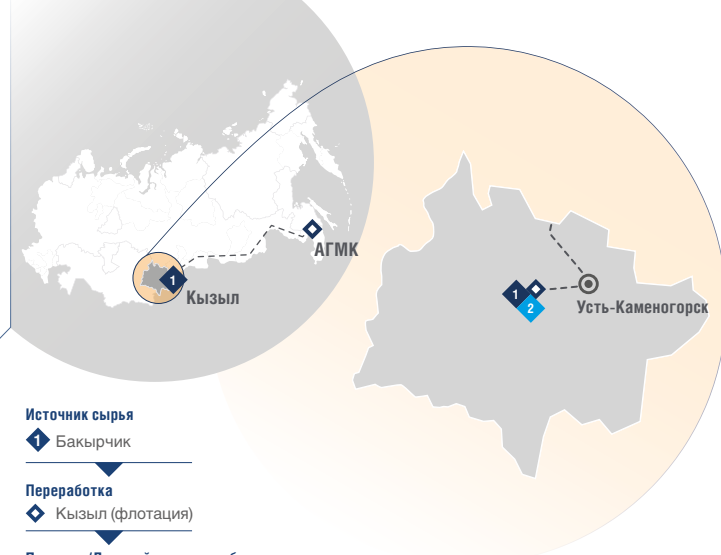 АГМК
1
Кызыл
1
2
Усть-Каменогорск
Источник сырья
1 Бакырчик
Переработка
Кызыл (флотация)